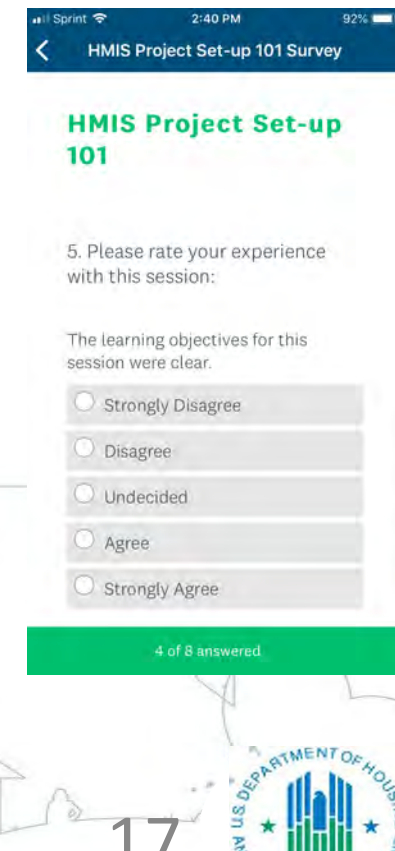 Sprint 2:40 PM 92%
HMIS Project Set-up 101 Survey
HMIS Project Set-up
101
5. Please rate your experience
with this session:
The learning objectives for this
session were clear.
Strongly Disagree
Disagree
Undecided
Agree
Strongly Agree
4 of 8 answered
17
U.S. DEPARTMENT OF